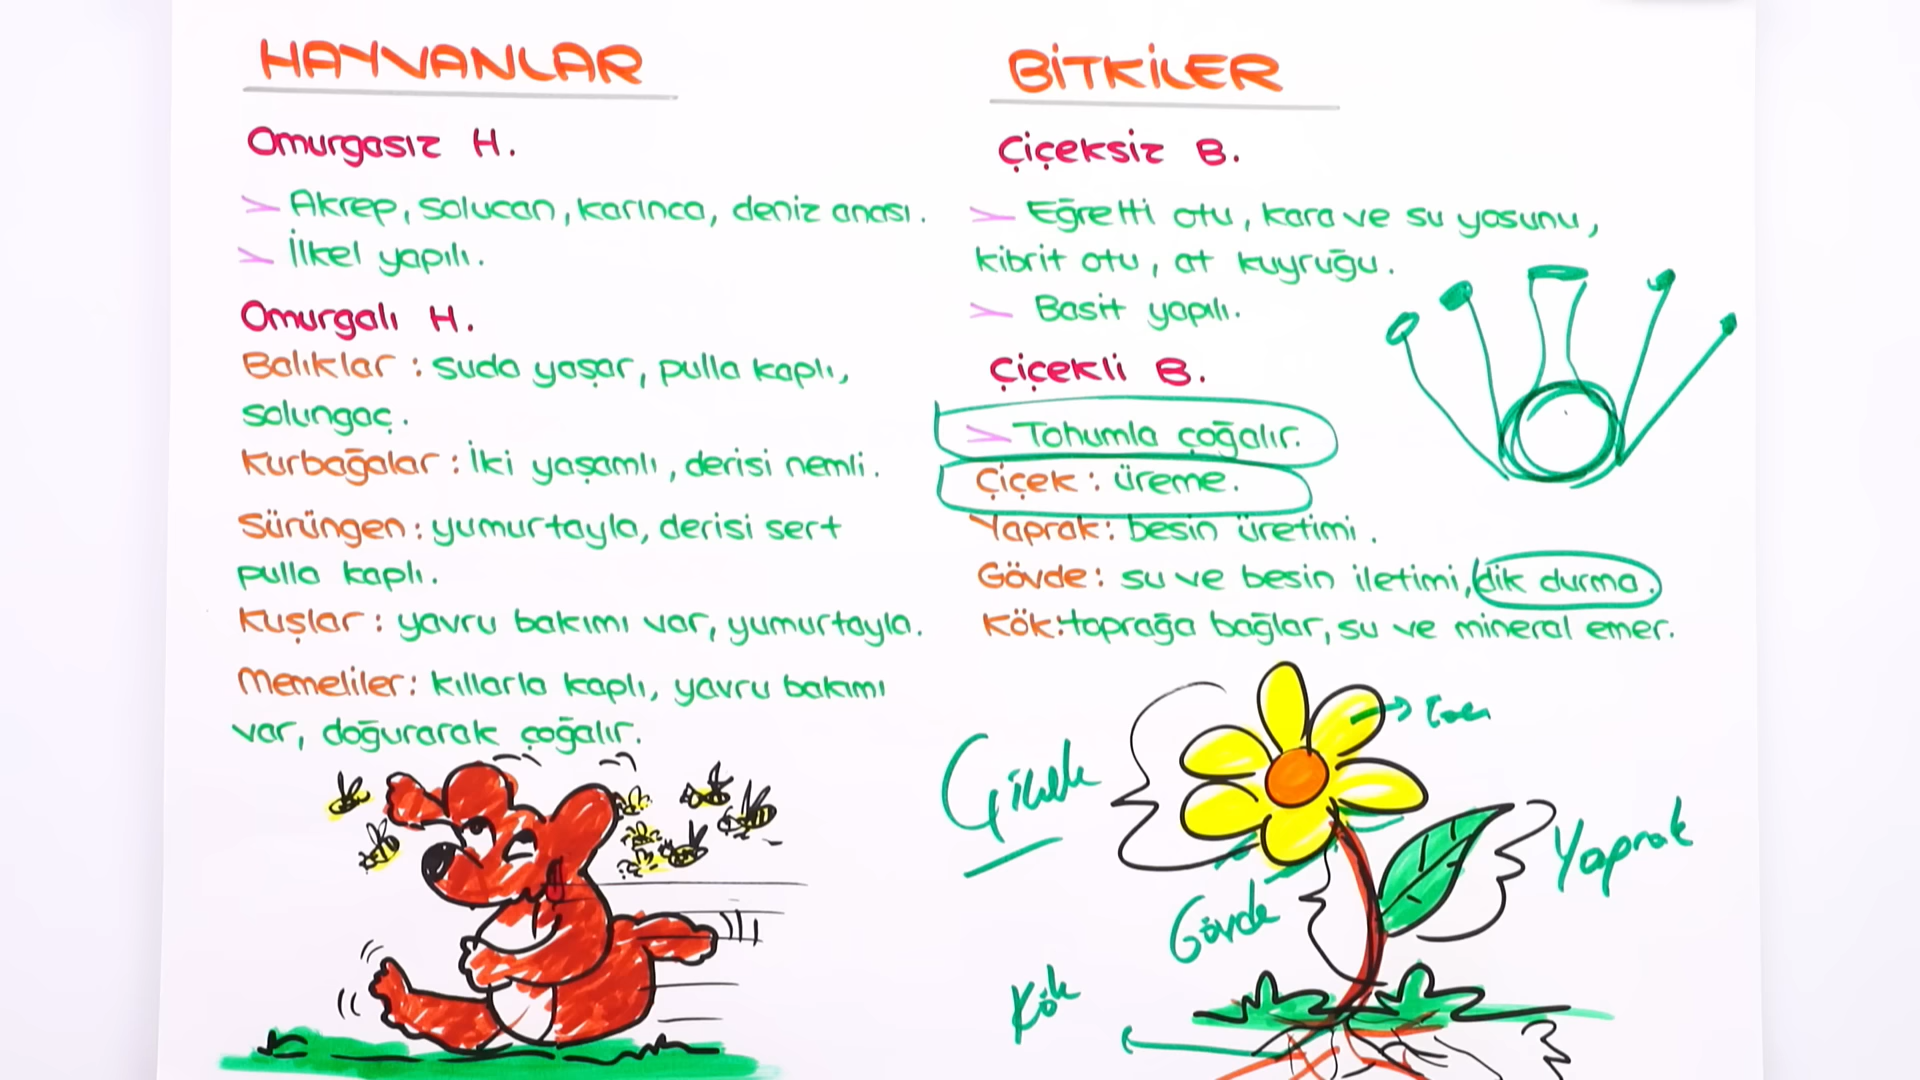 HAYVANLAR
Omurgasız H.
Akrep, solucan, karınca, deniz anası.
İlkel yapılı.
Omurgalı H.
Balıklar : suda yaşar, pulla kaplı,
solungaç.
Kurbağalar : İki yaşamlı, derisi nemli.
Sürüngen : yumurtayla, derisi sert
pulla kaplı.
Kuşlar : yavru bakımı var, yumurtayla.
Memeliler : kıllarla kaplı, yavru bakımı
var, doğurarak çoğalır.
BİTKİLER
Çiçeksiz B.
Eğrelti otu, kara ve su yosunu,
kibrit otu, at kuyruğu.
Basit yapılı.
Çiçekli B.
Tohumla çoğalır.
Çiçek : üreme.
Yaprak : besin üretimi.
Gövde : su ve besin iletimi, dik durma.
Kök : toprağa bağlar, su ve mineral emer.
Çicek
Yaprak
Gövde
Kök